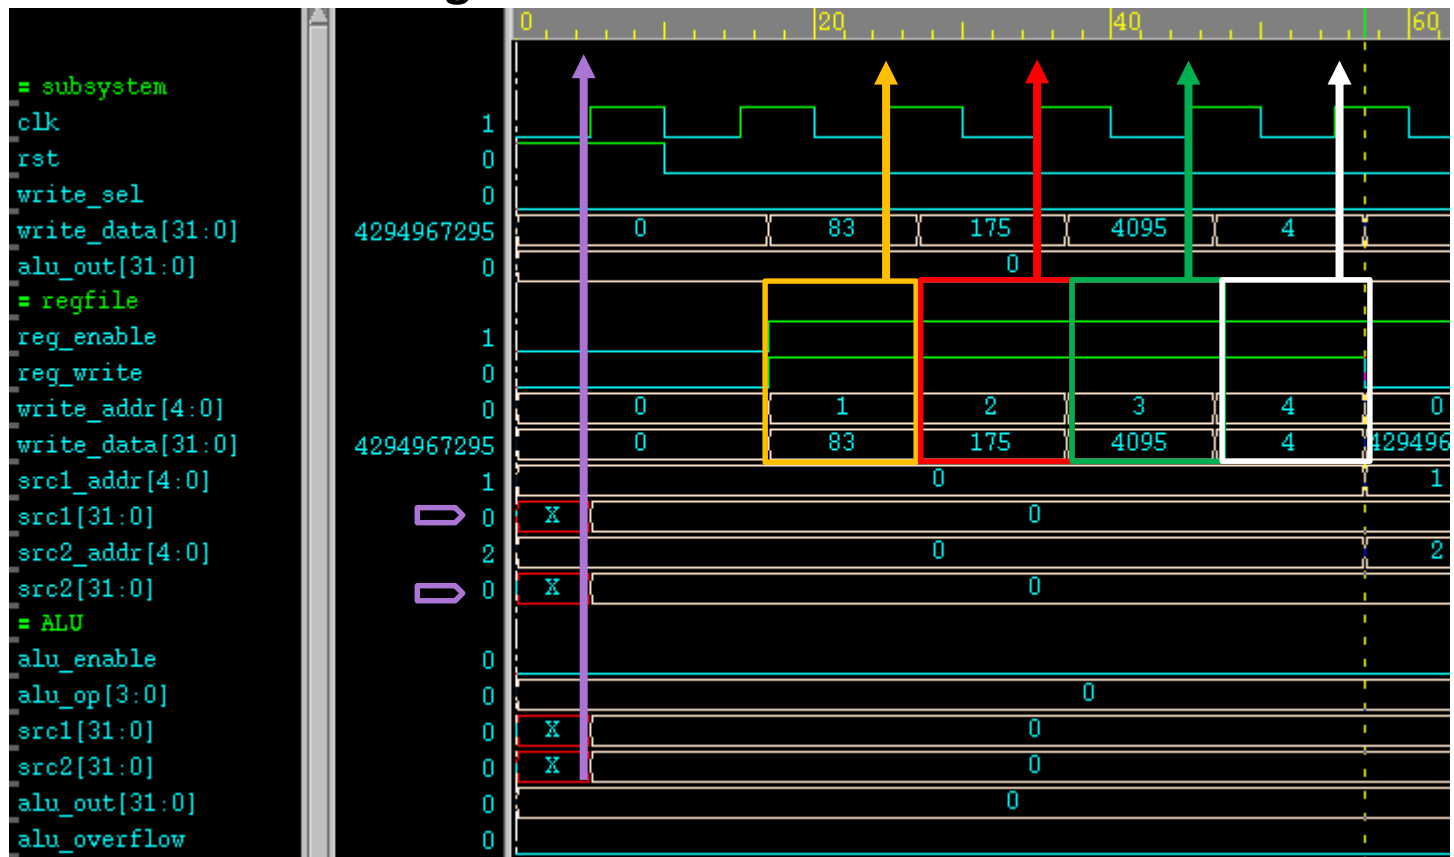 g
0 20 40 60
= subsystem
clk 1
rst 0
write_sel 0
write_data[31:0] 4294967295 0 83 175 4095 4
alu_out[31:0] 0 0
= regfile
reg_enable 1
reg_write 0
write_addr[4:0] 0 0 1 2 3 4 0
write_data[31:0] 4294967295 0 83 175 4095 4 429496
src1_addr[4:0] 1 0 1
src1[31:0] 0 X 0
src2_addr[4:0] 2 0 2
src2[31:0] 0 X 0
= ALU
alu_enable 0
alu_op[3:0] 0 0
src1[31:0] 0 X 0
src2[31:0] 0 X 0
alu_out[31:0] 0 0
alu_overflow 0